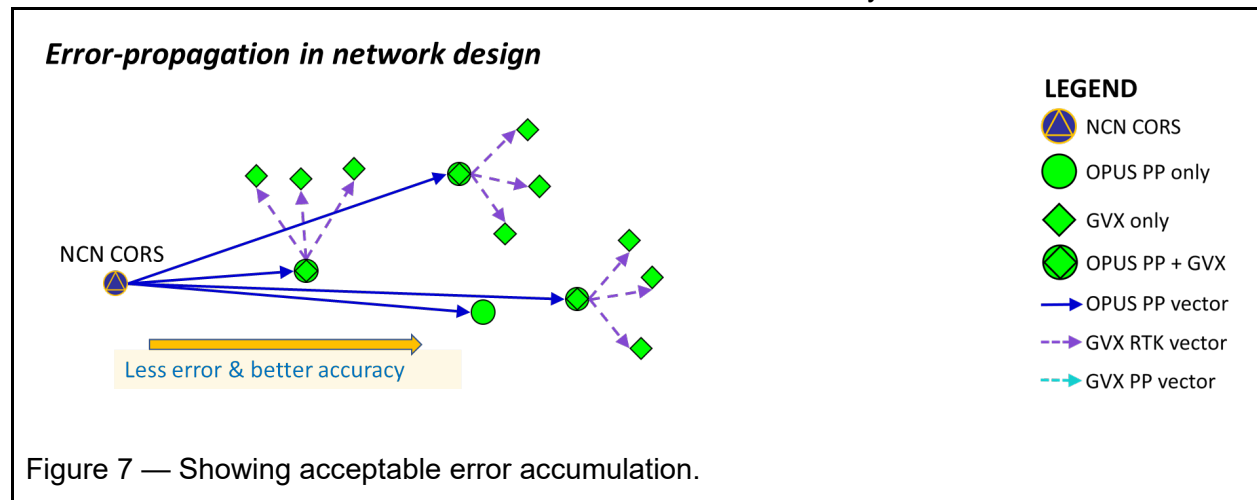 Error-propagation in network design
LEGEND
NCN CORS
OPUS PP only
GVX only
OPUS PP + GVX
OPUS PP vector
GVX RTK vector
GVX PP vector
NCN CORS
Less error & better accuracy
Figure 7 — Showing acceptable error accumulation.